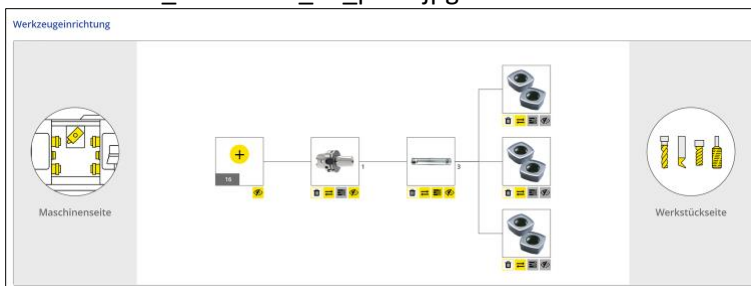 Werkzeugeinrichtung
16
1
3
Maschinenseite
Werkstückseite